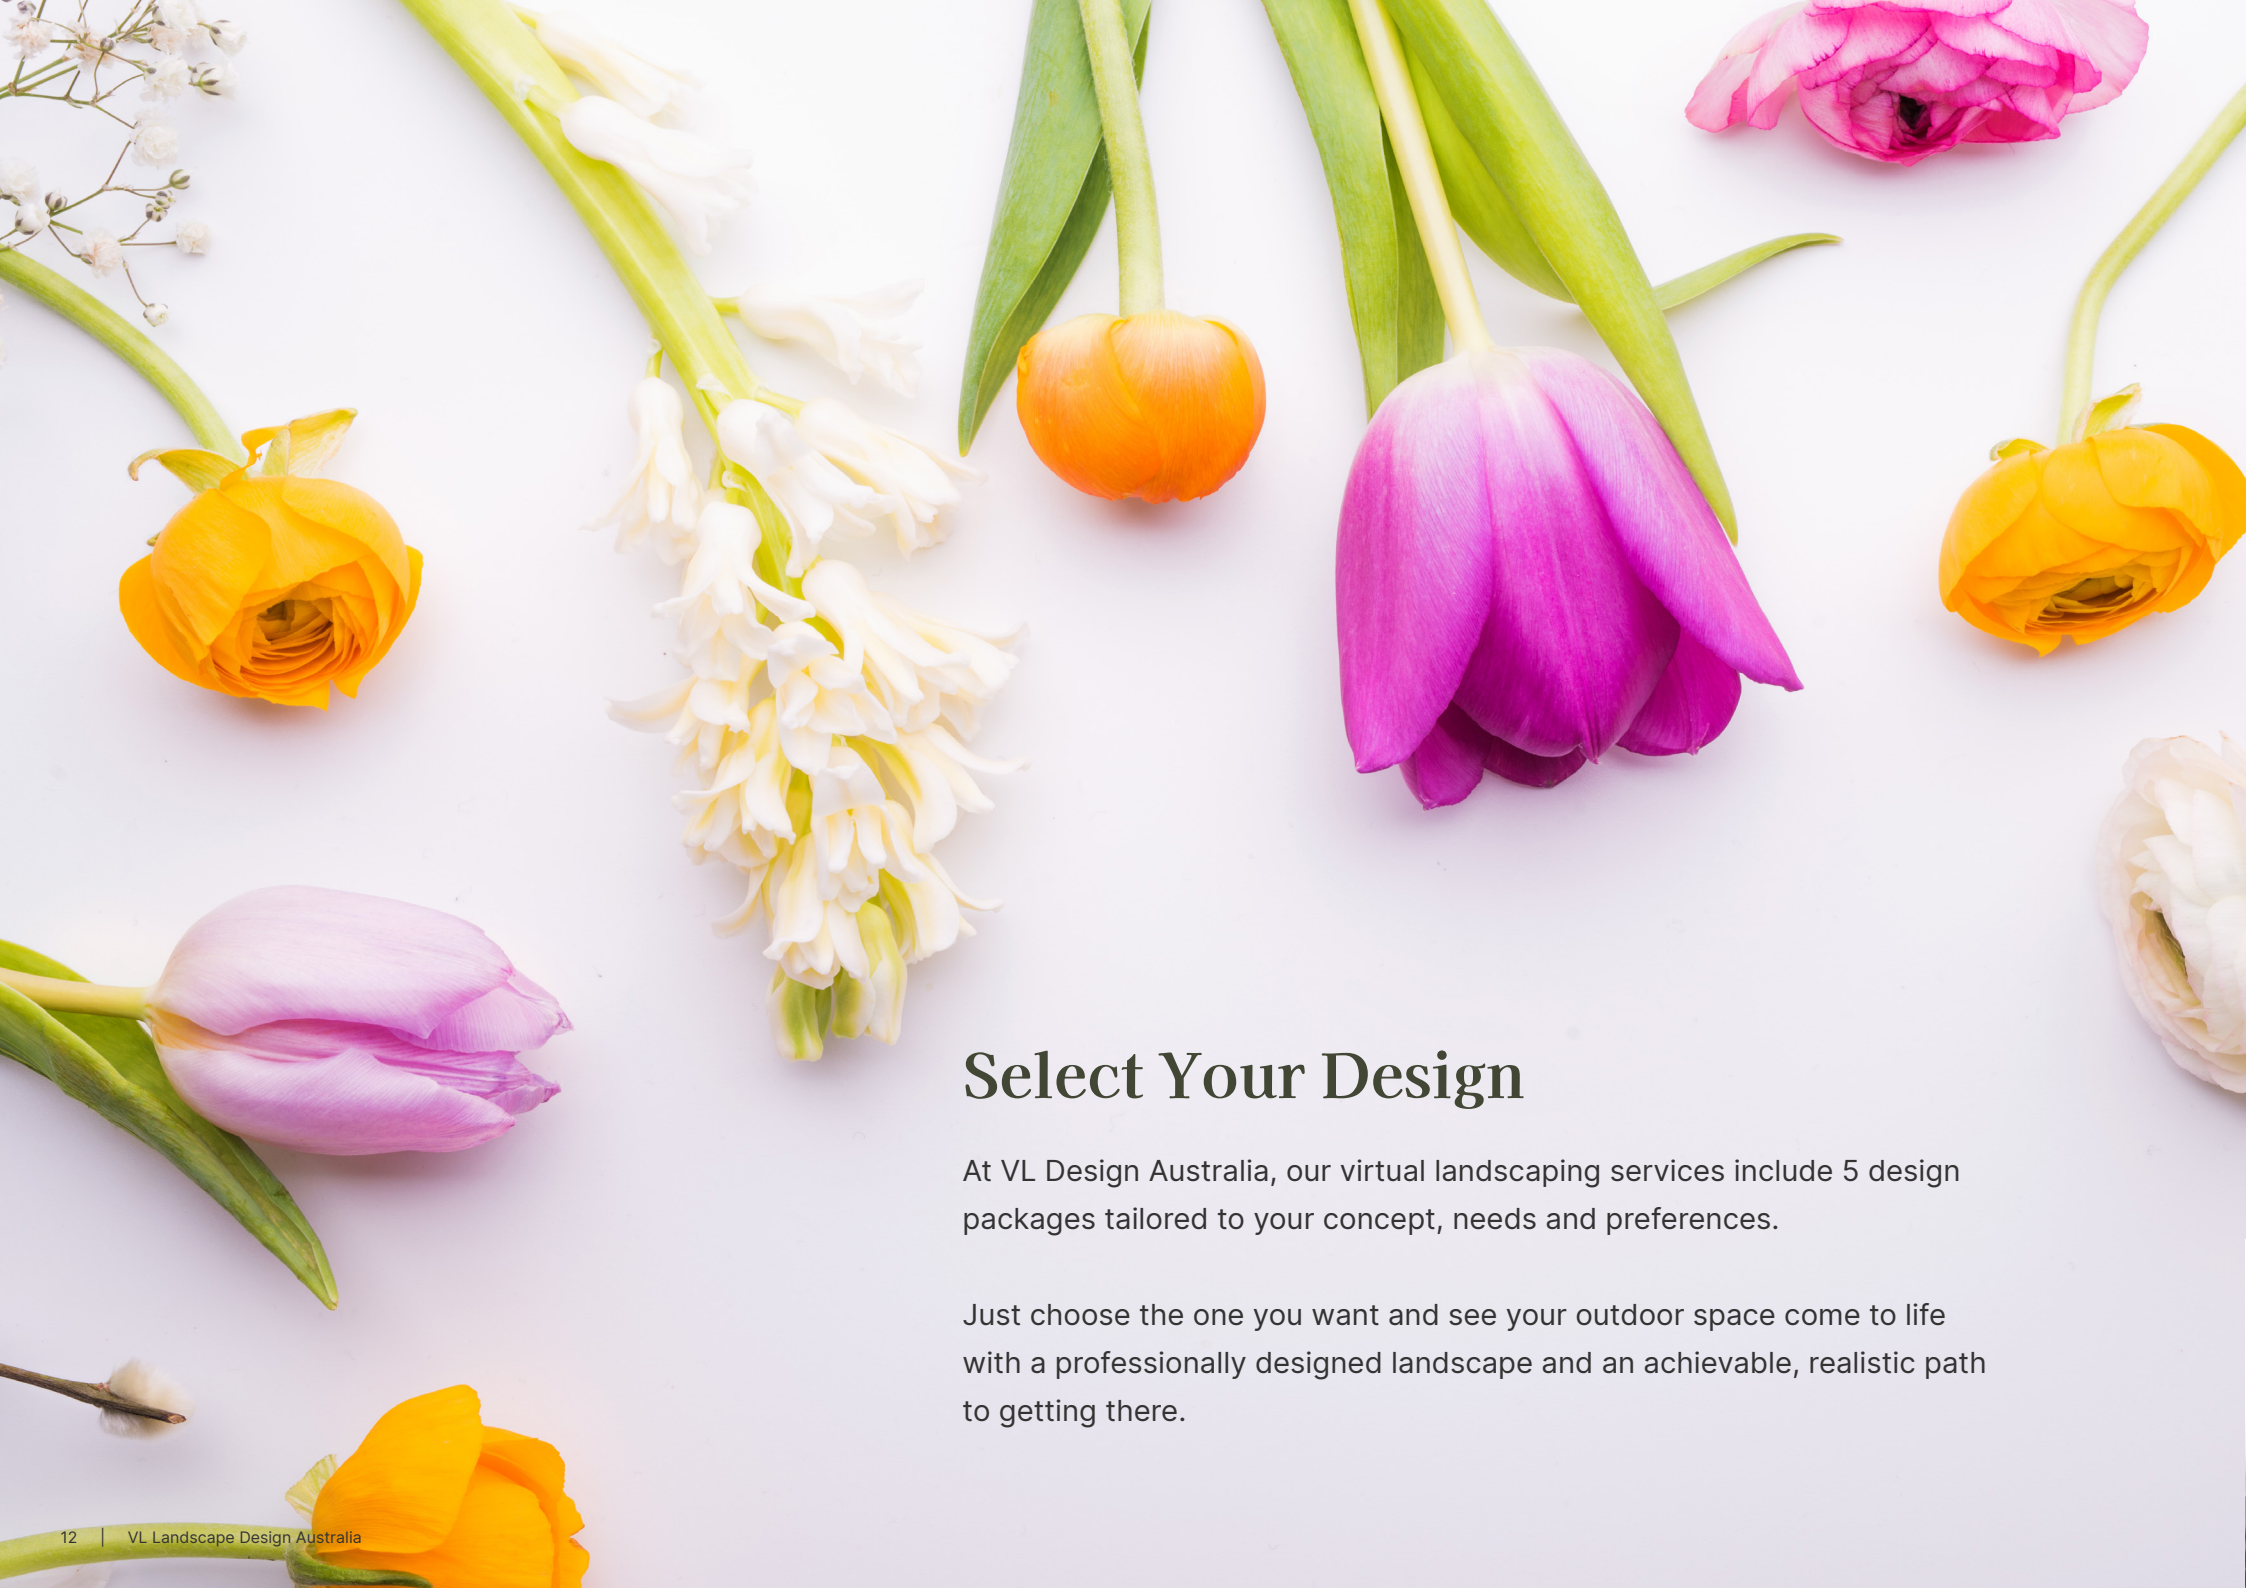 Select Your Design
At VL Design Australia, our virtual landscaping services include 5 design
packages tailored to your concept, needs and preferences.
Just choose the one you want and see your outdoor space come to life
with a professionally designed landscape and an achievable, realistic path
to getting there.
12 | VL Landscape Design Australia